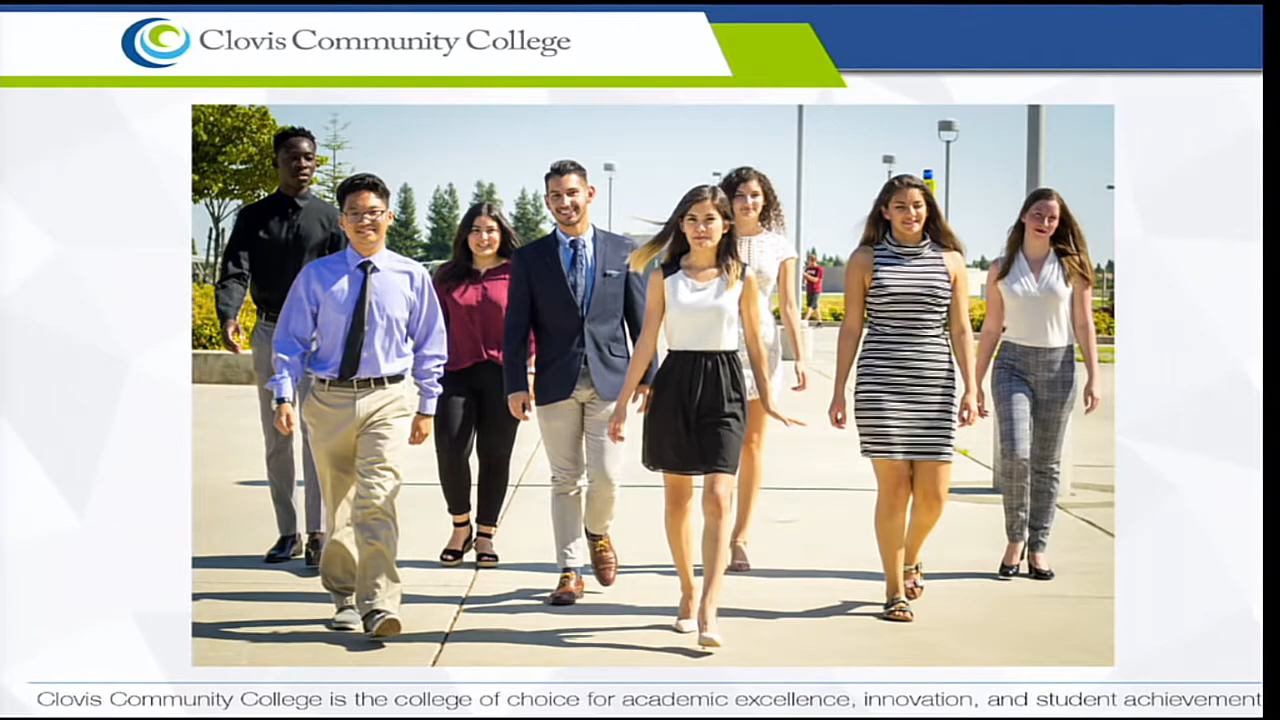 Clovis Community College
Clovis Community College is the college of choice for academic excellence, innovation, and student achievement